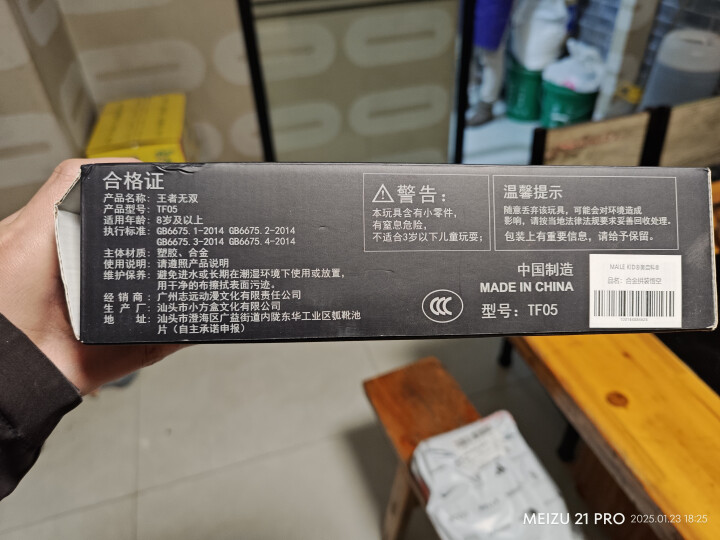 合格证
产品名称：王者无双
产品型号：TF05
适用年龄：8岁及以上
执行标准：GB6675.1-2014 GB6675.2-2014
GB6675.3-2014 GB6675.4-2014
主体材质：塑胶、合金
使用说明：请遵照产品说明
维护保养：避免进水或长期在潮湿环境下使用或放置，
用干净的布擦拭表面污渍。
经销商：广州志远动漫文化有限责任公司
生产厂：汕头市小方盒文化有限公司
地址：汕头市澄海区广益街道内陇东华工业区瓠靴池
片（自主承诺申报）
警告：
本玩具含有小零件，
有窒息危险，
不适合3岁以下儿童玩耍；
温馨提示
随意丢弃该玩具，可能会对环境造成
影响，请按当地法律法规要求妥善回收处理。
包装上有重要信息，请给予保留。
CCC
中国制造
MADE IN CHINA
型号：TF05
品名：合金拼装悟空
MEIZU 21 PRO 2025.01.23 18:25